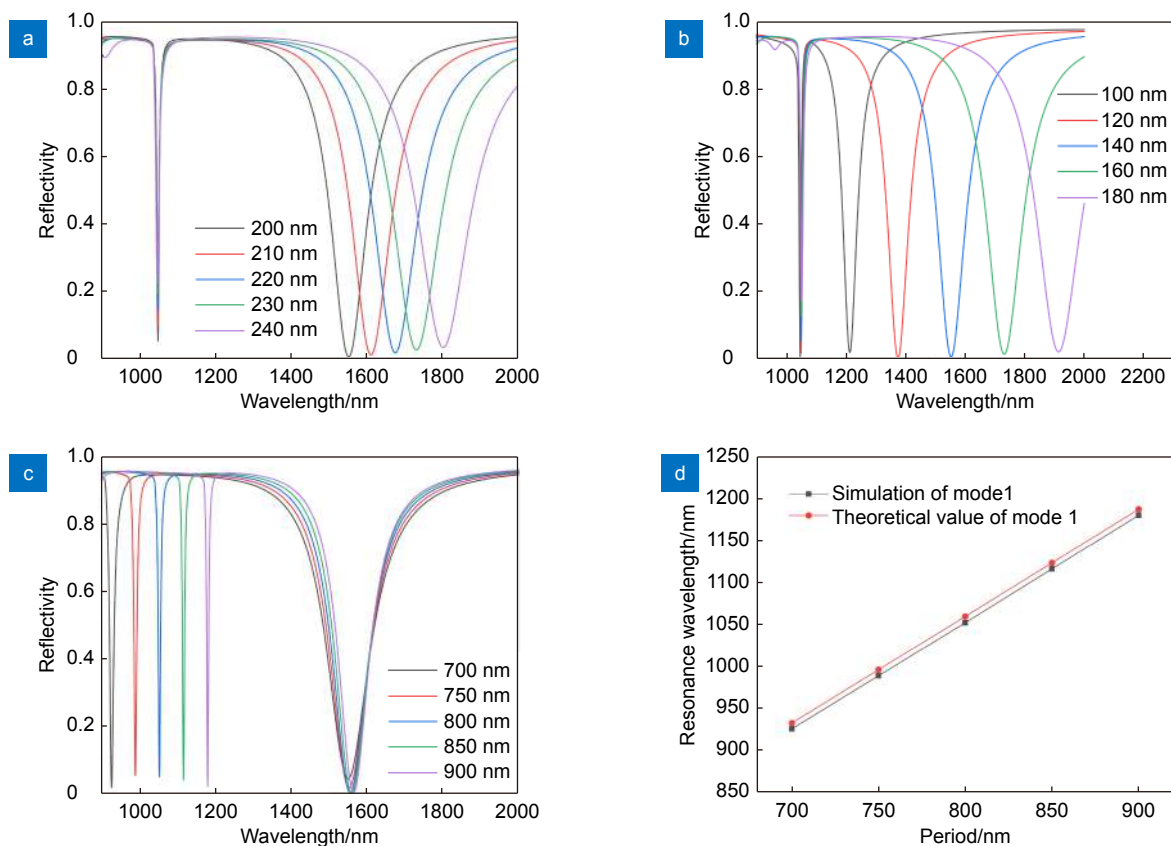 a
1.0
0.8
0.6
0.4
0.2
0
Reflectivity
200 nm
210 nm
220 nm
230 nm
240 nm
1000 1200 1400 1600 1800 2000
Wavelength/nm
b
1.0
0.8
0.6
0.4
0.2
0
Reflectivity
100 nm
120 nm
140 nm
160 nm
180 nm
1000 1200 1400 1600 1800 2000 2200
Wavelength/nm
c
1.0
0.8
0.6
0.4
0.2
0
Reflectivity
700 nm
750 nm
800 nm
850 nm
900 nm
1000 1200 1400 1600 1800 2000
Wavelength/nm
d
1250
1200
1150
1100
1050
1000
950
900
850
Resonance wavelength/nm
Simulation of mode1
Theoretical value of mode 1
700 750 800 850 900
Period/nm